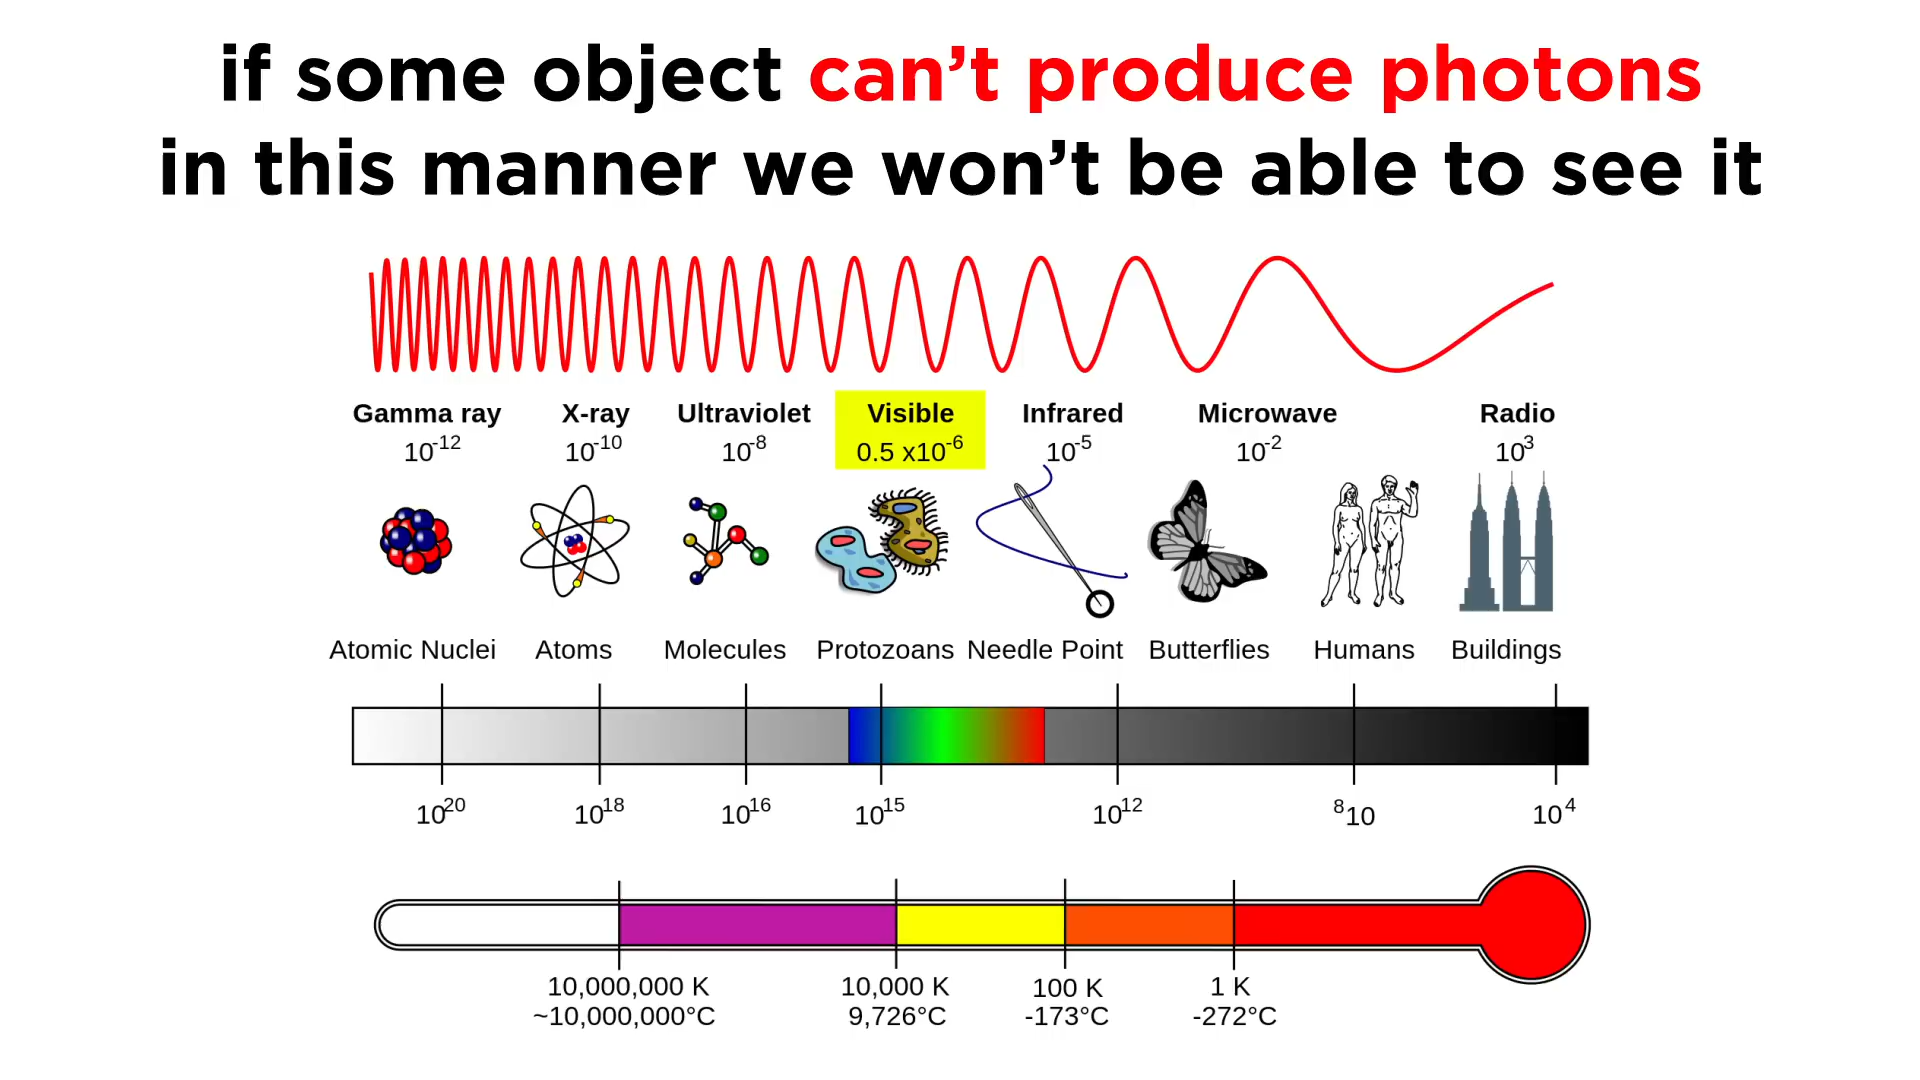 if some object can’t produce photons
in this manner we won’t be able to see it
Gamma ray X-ray Ultraviolet Visible Infrared Microwave Radio
10⁻¹² 10⁻¹⁰ 10⁻⁸ 0.5 x10⁻⁶ 10⁻⁵ 10⁻² 10³
Atomic Nuclei Atoms Molecules Protozoans Needle Point Butterflies Humans Buildings
10²⁰ 10¹⁸ 10¹⁶ 10¹⁵ 10¹² ⁸10 10⁴
10,000,000 K 10,000 K 100 K 1 K
~10,000,000°C 9,726°C -173°C -272°C